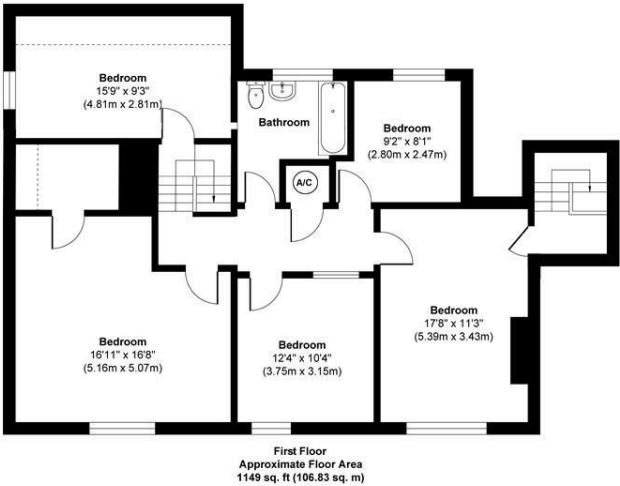 Bedroom
15'9" x 9'3"
(4.81m x 2.81m)
Bathroom
Bedroom
9'2" x 8'1"
(2.80m x 2.47m)
A/C
Bedroom
17'8" x 11'3"
(5.39m x 3.43m)
Bedroom
16'11" x 16'8"
(5.16m x 5.07m)
Bedroom
12'4" x 10'4"
(3.75m x 3.15m)
First Floor
Approximate Floor Area
1149 sq. ft (106.83 sq. m)